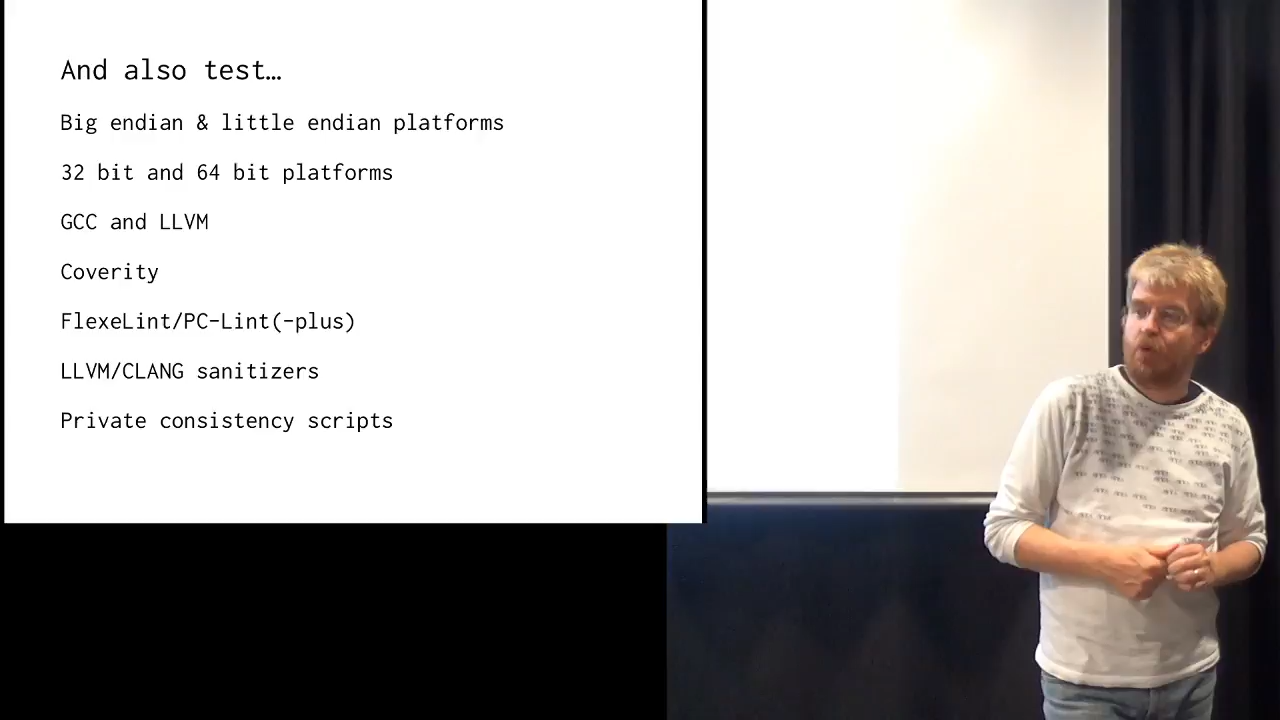 And also test…
Big endian & little endian platforms
32 bit and 64 bit platforms
GCC and LLVM
Coverity
FlexeLint/PC-Lint(-plus)
LLVM/CLANG sanitizers
Private consistency scripts